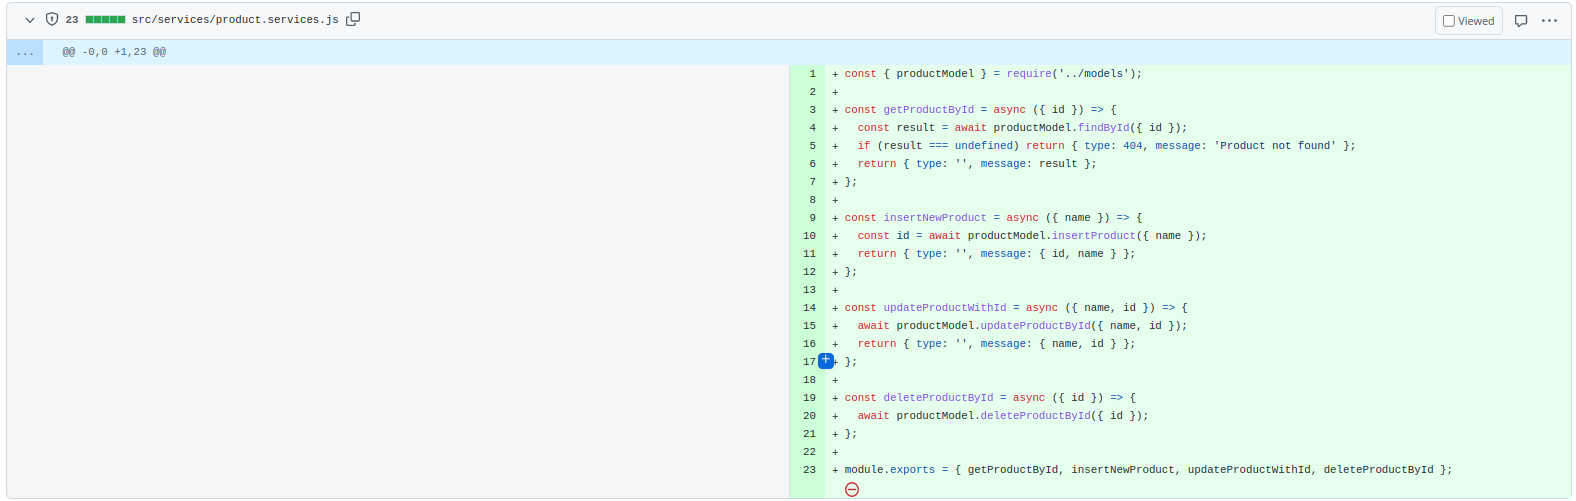 23 src/services/product.services.js Viewed
... @@ -0,0 +1,23 @@
1 + const { productModel } = require('../models');
2 +
3 + const getProductById = async ({ id }) => {
4 +   const result = await productModel.findById({ id });
5 +   if (result === undefined) return { type: 404, message: 'Product not found' };
6 +   return { type: '', message: result };
7 + };
8 +
9 + const insertNewProduct = async ({ name }) => {
10 +   const id = await productModel.insertProduct({ name });
11 +   return { type: '', message: { id, name } };
12 + };
13 +
14 + const updateProductWithId = async ({ name, id }) => {
15 +   await productModel.updateProductById({ name, id });
16 +   return { type: '', message: { name, id } };
17 + };
18 +
19 + const deleteProductById = async ({ id }) => {
20 +   await productModel.deleteProductById({ id });
21 + };
22 +
23 + module.exports = { getProductById, insertNewProduct, updateProductWithId, deleteProductById };